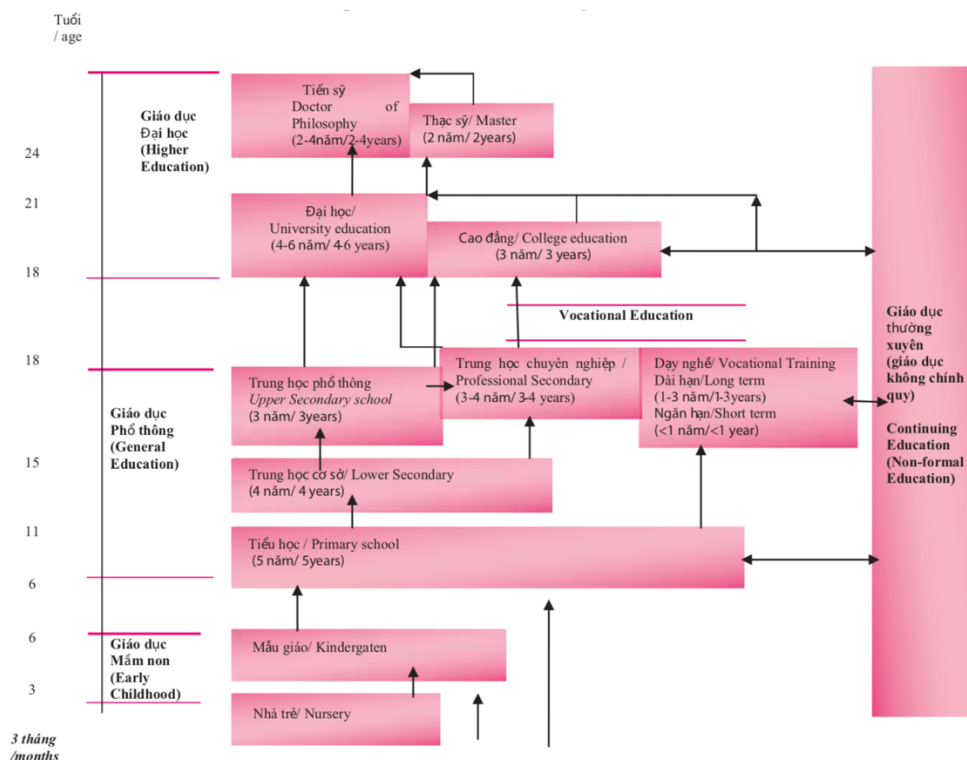 Tuổi
/ age
Tiến sỹ
Doctor of
Philosophy
(2-4năm/2-4years)
Thạc sỹ/ Master
(2 năm/ 2years)
Giáo dục
Đại học
(Higher
Education)
24
21
18
Đại học/
University education
(4-6 năm/ 4-6 years)
Cao đẳng/ College education
(3 năm/ 3 years)
Vocational Education
18
Giáo dục
Phổ thông
(General
Education)
Trung học phổ thông
Upper Secondary school
(3 năm/ 3years)
Trung học chuyên nghiệp /
Professional Secondary
(3-4 năm/ 3-4 years)
Dạy nghề/ Vocational Training
Dài hạn/Long term
(1-3 năm/1-3years)
Ngăn hạn/Short term
(<1 năm/<1 year)
15
Trung học cơ sở/ Lower Secondary
(4 năm/ 4 years)
11
Tiểu học / Primary school
(5 năm/ 5years)
6
6
Giáo dục
Mầm non
(Early
Childhood)
Mẫu giáo/ Kindergaten
3
Nhà trẻ/ Nursery
3 tháng
/months
Giáo dục
thường
xuyên
(giáo dục
không chính
quy)
Continuing
Education
(Non-formal
Education)